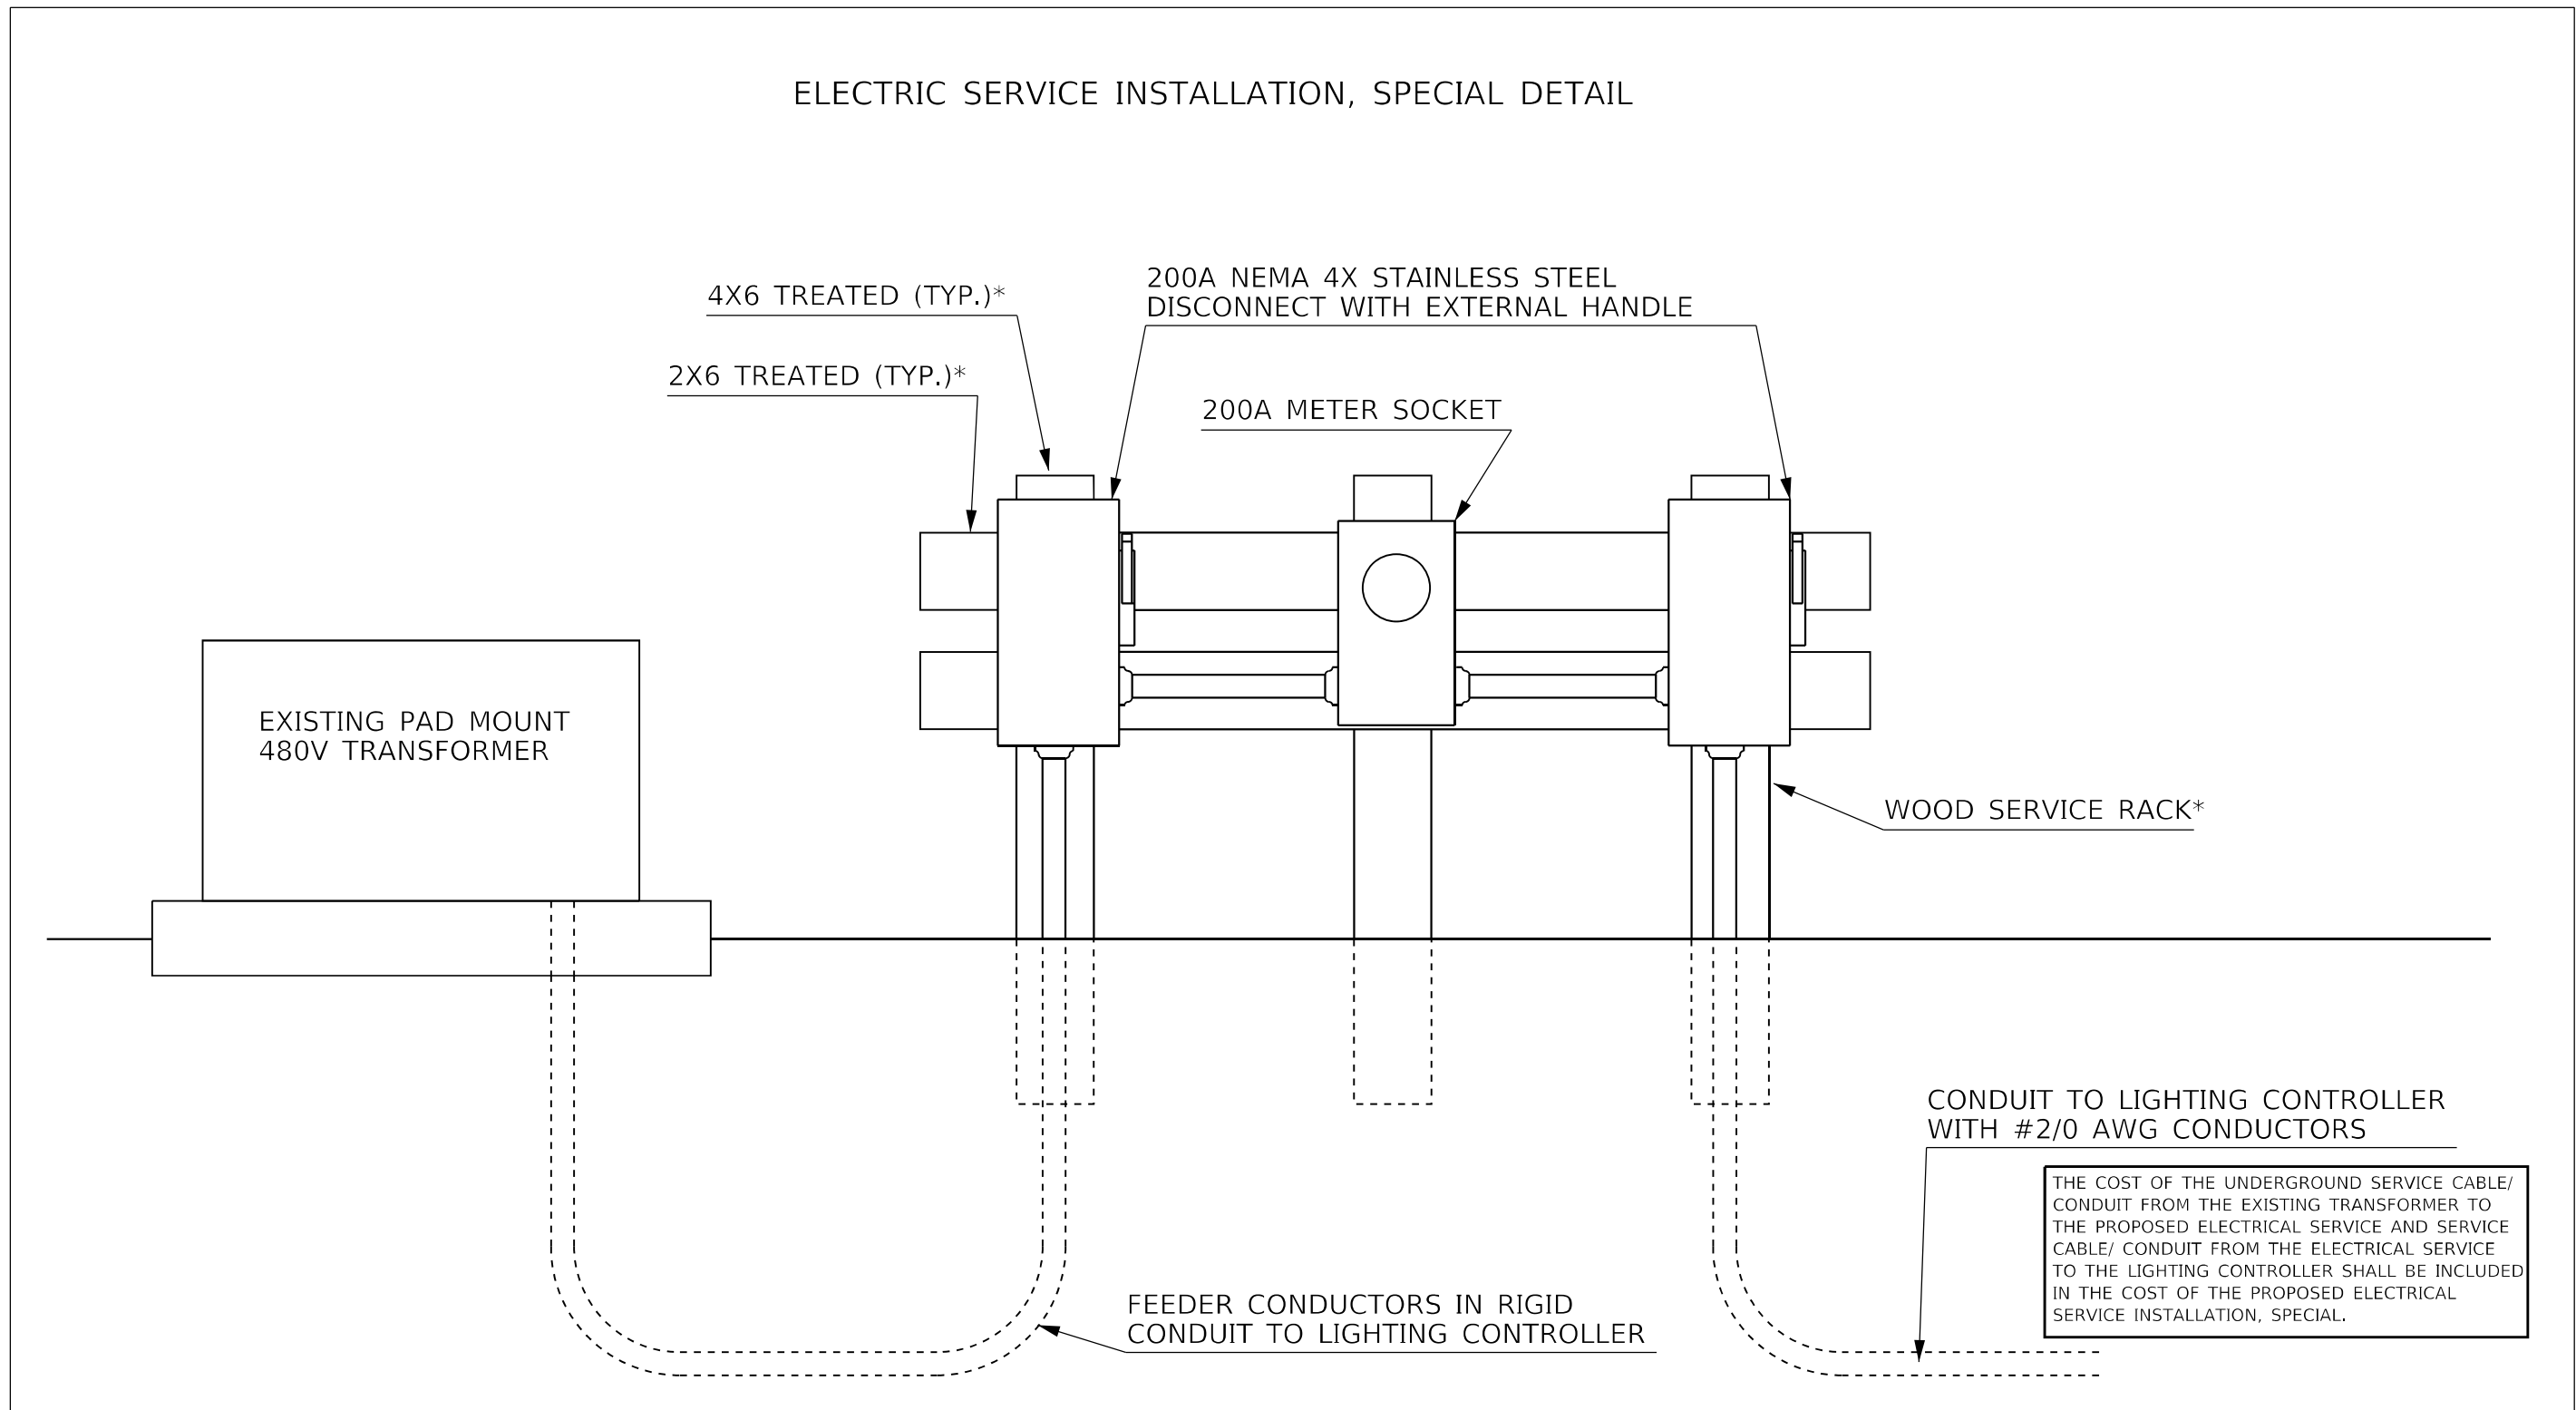 ELECTRIC SERVICE INSTALLATION, SPECIAL DETAIL
4X6 TREATED (TYP.)*
200A NEMA 4X STAINLESS STEEL
DISCONNECT WITH EXTERNAL HANDLE
2X6 TREATED (TYP.)*
200A METER SOCKET
EXISTING PAD MOUNT
480V TRANSFORMER
WOOD SERVICE RACK*
CONDUIT TO LIGHTING CONTROLLER
WITH #2/0 AWG CONDUCTORS
THE COST OF THE UNDERGROUND SERVICE CABLE/
CONDUIT FROM THE EXISTING TRANSFORMER TO
THE PROPOSED ELECTRICAL SERVICE AND SERVICE
CABLE/ CONDUIT FROM THE ELECTRICAL SERVICE
TO THE LIGHTING CONTROLLER SHALL BE INCLUDED
IN THE COST OF THE PROPOSED ELECTRICAL
SERVICE INSTALLATION, SPECIAL.
FEEDER CONDUCTORS IN RIGID
CONDUIT TO LIGHTING CONTROLLER